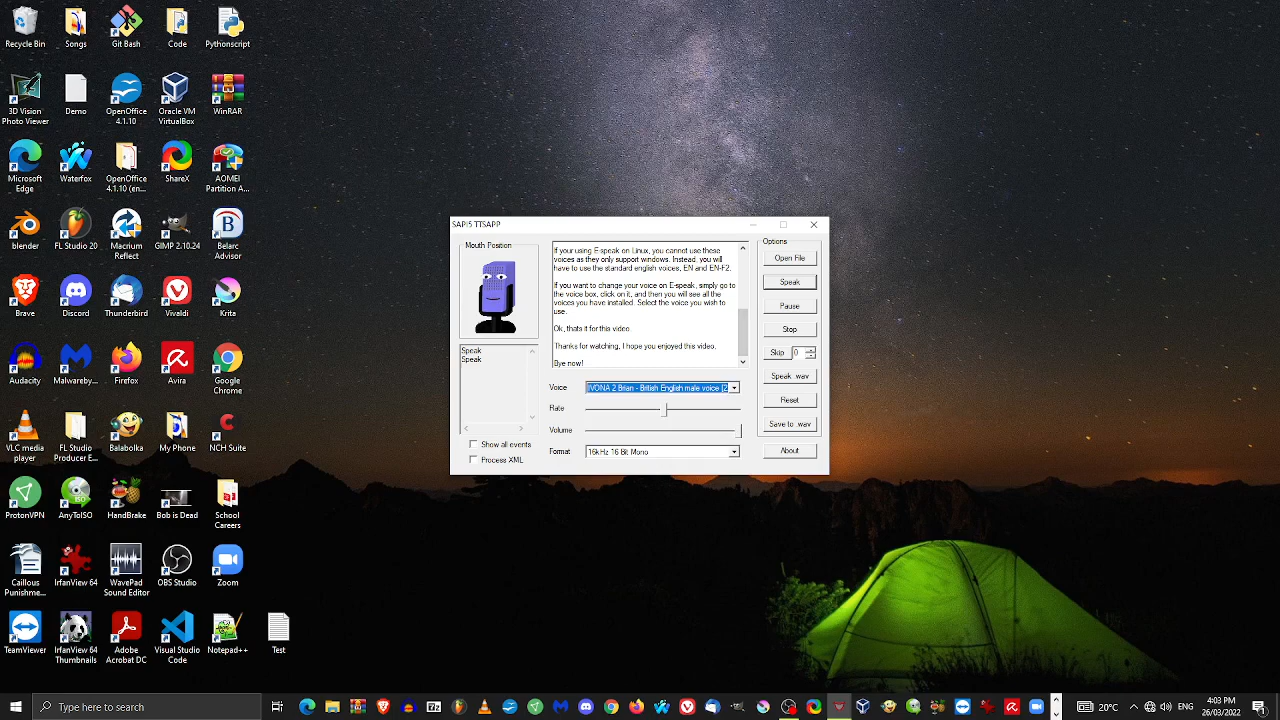 Recycle Bin
Songs
Git Bash
Code
Pythonscript
3D Vision
Photo Viewer
Demo
OpenOffice
4.1.10
Oracle VM
VirtualBox
WinRAR
Microsoft
Edge
Waterfox
OpenOffice
4.1.10 (en...
ShareX
AOMEI
Partition A...
blender
FL Studio 20
Macrium
Reflect
GIMP 2.10.24
Belarc
Advisor
Brave
Discord
Thunderbird
Vivaldi
Krita
Audacity
Malwareby...
Firefox
Avira
Google
Chrome
VLC media
player
FL Studio
Producer E...
Balabolka
My Phone
NCH Suite
ProtonVPN
AnyToISO
HandBrake
Bob is Dead
School
Careers
Caillous
Punishme...
IrfanView 64
WavePad
Sound Editor
OBS Studio
Zoom
TeamViewer
IrfanView 64
Thumbnails
Adobe
Acrobat DC
Visual Studio
Code
Notepad++
Test
SAPI5 TTSAPP
Mouth Position
If your using E-speak on Linux, you cannot use these
voices as they only support windows. Instead, you will
have to use the standard english voices, EN and EN-F2.
If you want to change your voice on E-speak, simply go to
the voice box, click on it, and then you will see all the
voices you have installed. Select the voice you wish to
use.
Ok, thats it for this video.
Thanks for watching, I hope you enjoyed this video.
Bye now!
Options
Open File
Speak
Pause
Stop
Skip 0
Speak .wav
Reset
Save to .wav
About
Speak
Speak
Show all events
Process XML
Voice IVONA 2 Brian - British English male voice [2
Rate
Volume
Format 16kHz 16 Bit Mono
Type here to search
20°C
4:03 PM
26/03/2022